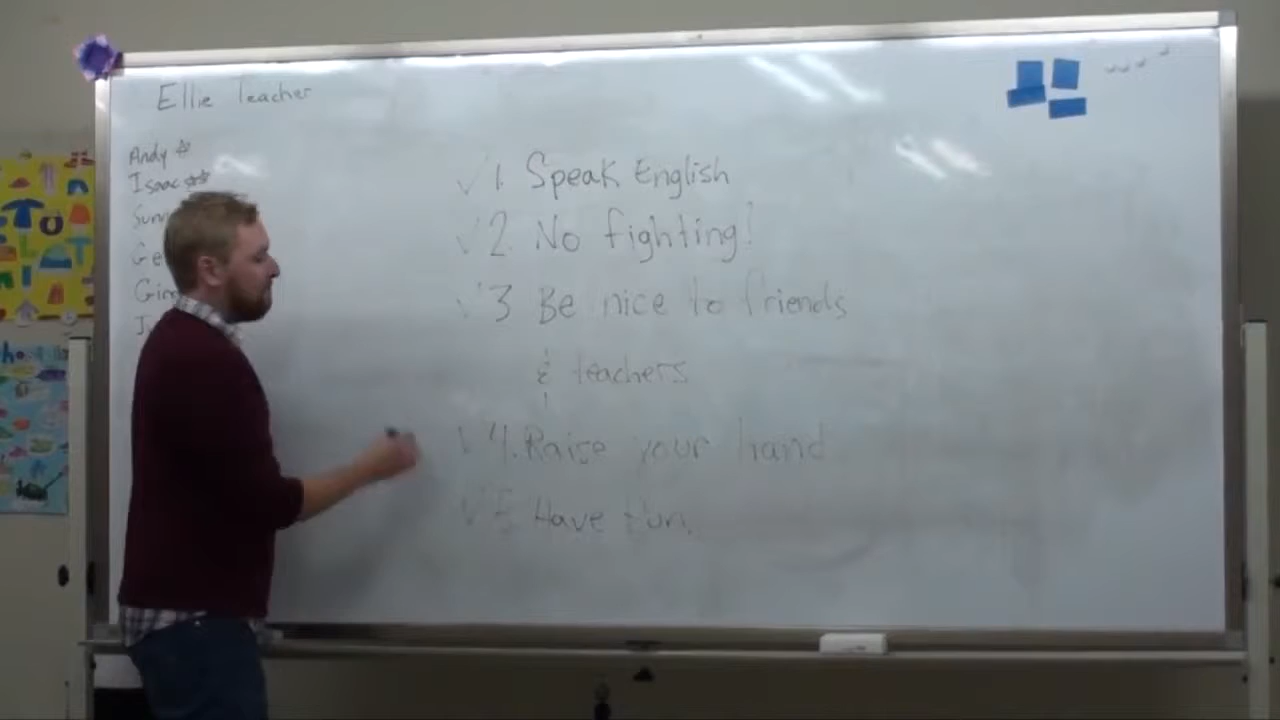 Ellie Teacher
Andy
Isaac
1. Speak English
2. No fighting!
3 Be nice to friends
& teachers
4. Raise your hand
5 Have fun.